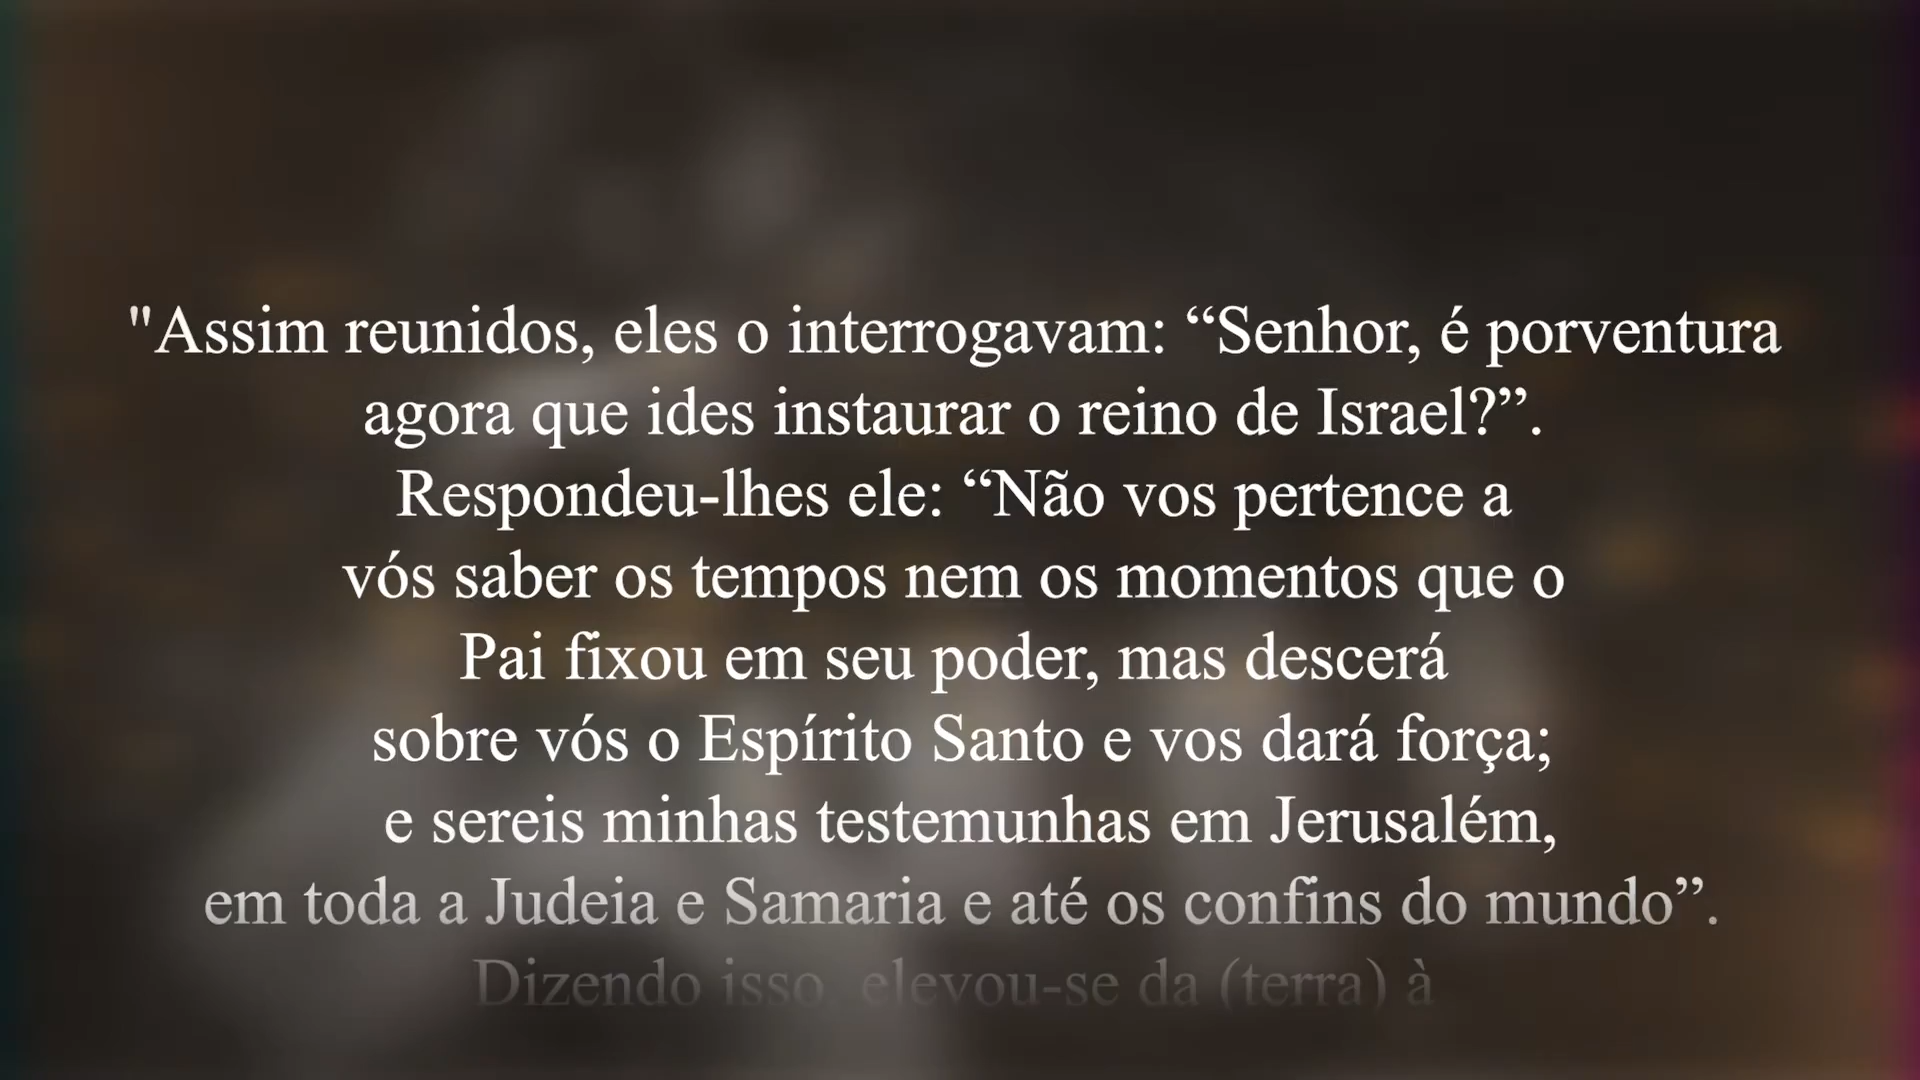 "Assim reunidos, eles o interrogavam: “Senhor, é porventura
agora que ides instaurar o reino de Israel?”.
Respondeu-lhes ele: “Não vos pertence a
vós saber os tempos nem os momentos que o
Pai fixou em seu poder, mas descerá
sobre vós o Espírito Santo e vos dará força;
e sereis minhas testemunhas em Jerusalém,
em toda a Judeia e Samaria e até os confins do mundo”.
Dizendo isso, elevou-se da (terra) à